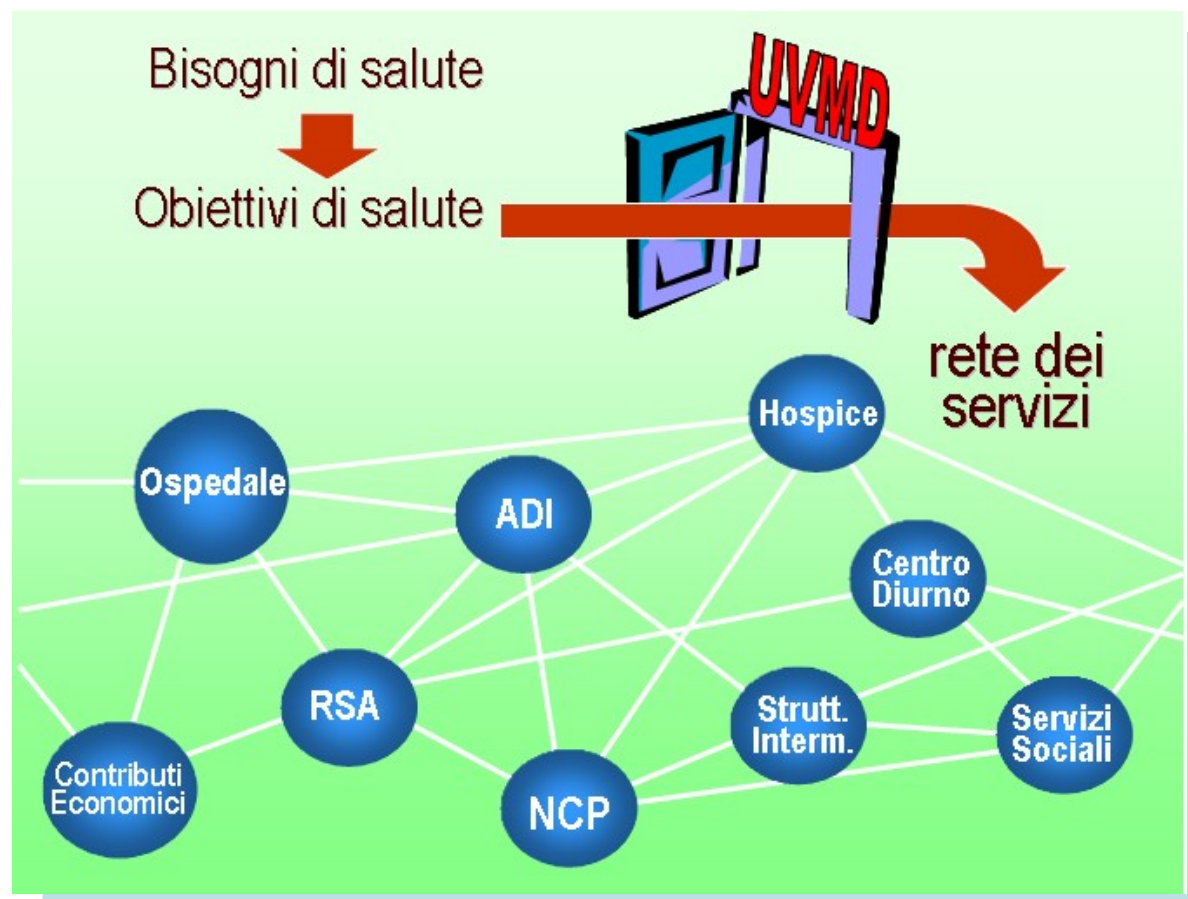 Bisogni di salute
UVMD
Obiettivi di salute
rete dei
servizi
Hospice
Ospedale
ADI
Centro
Diurno
RSA
Strutt.
Interm.
Servizi
Sociali
Contributi
Economici
NCP